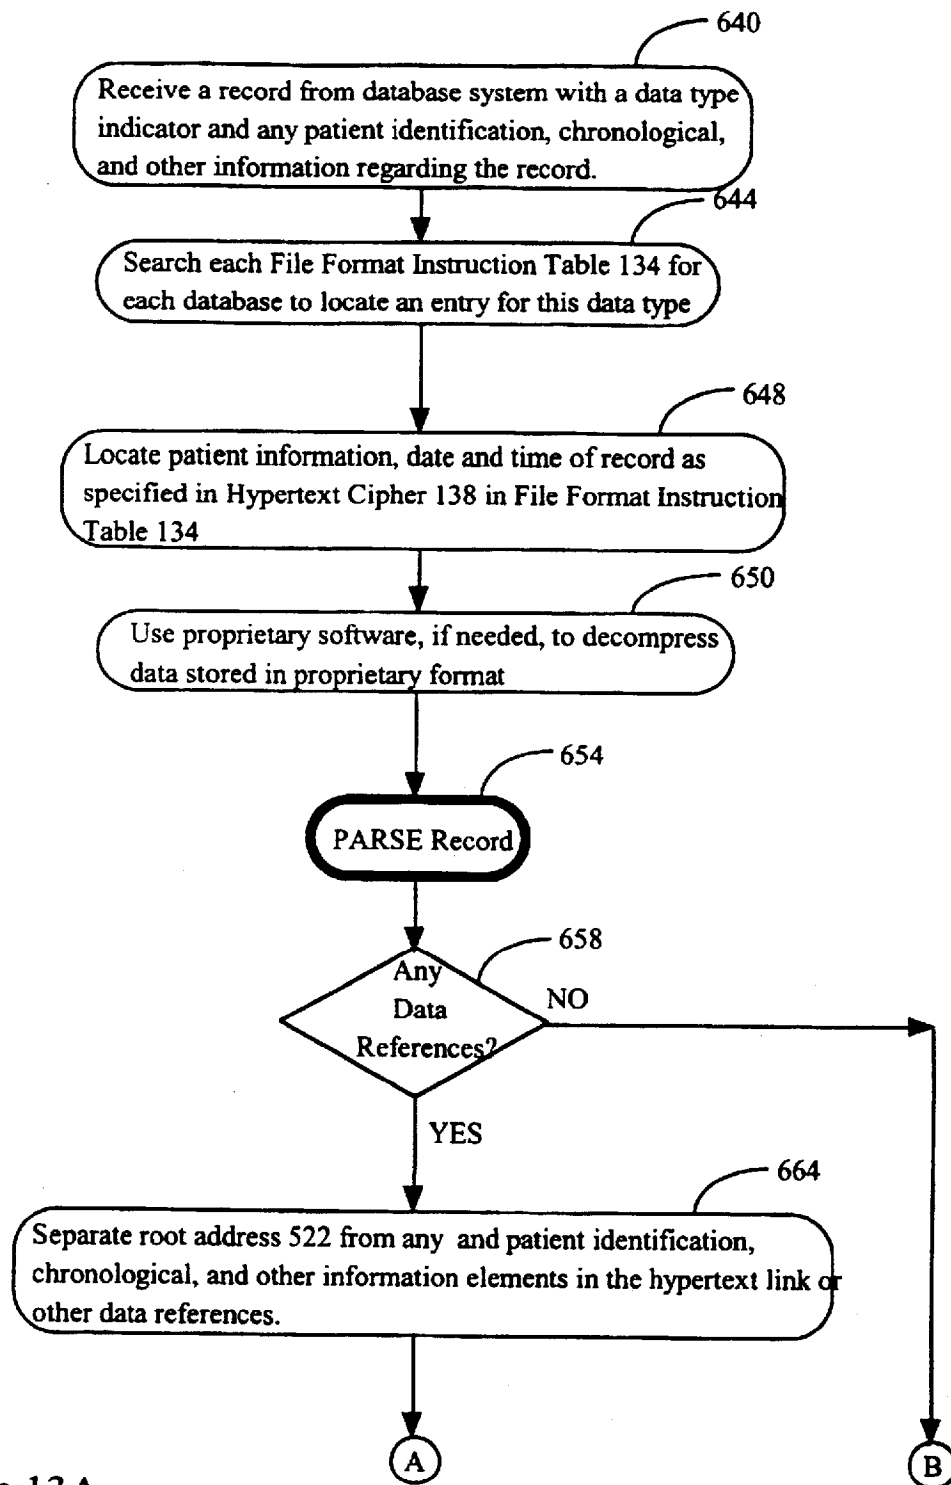 640
Receive a record from database system with a data type
indicator and any patient identification, chronological,
and other information regarding the record.
644
Search each File Format Instruction Table 134 for
each database to locate an entry for this data type
648
Locate patient information, date and time of record as
specified in Hypertext Cipher 138 in File Format Instruction
Table 134
650
Use proprietary software, if needed, to decompress
data stored in proprietary format
654
PARSE Record
658
Any
Data
References?
NO
YES
664
Separate root address 522 from any and patient identification,
chronological, and other information elements in the hypertext link or
other data references.
A
B